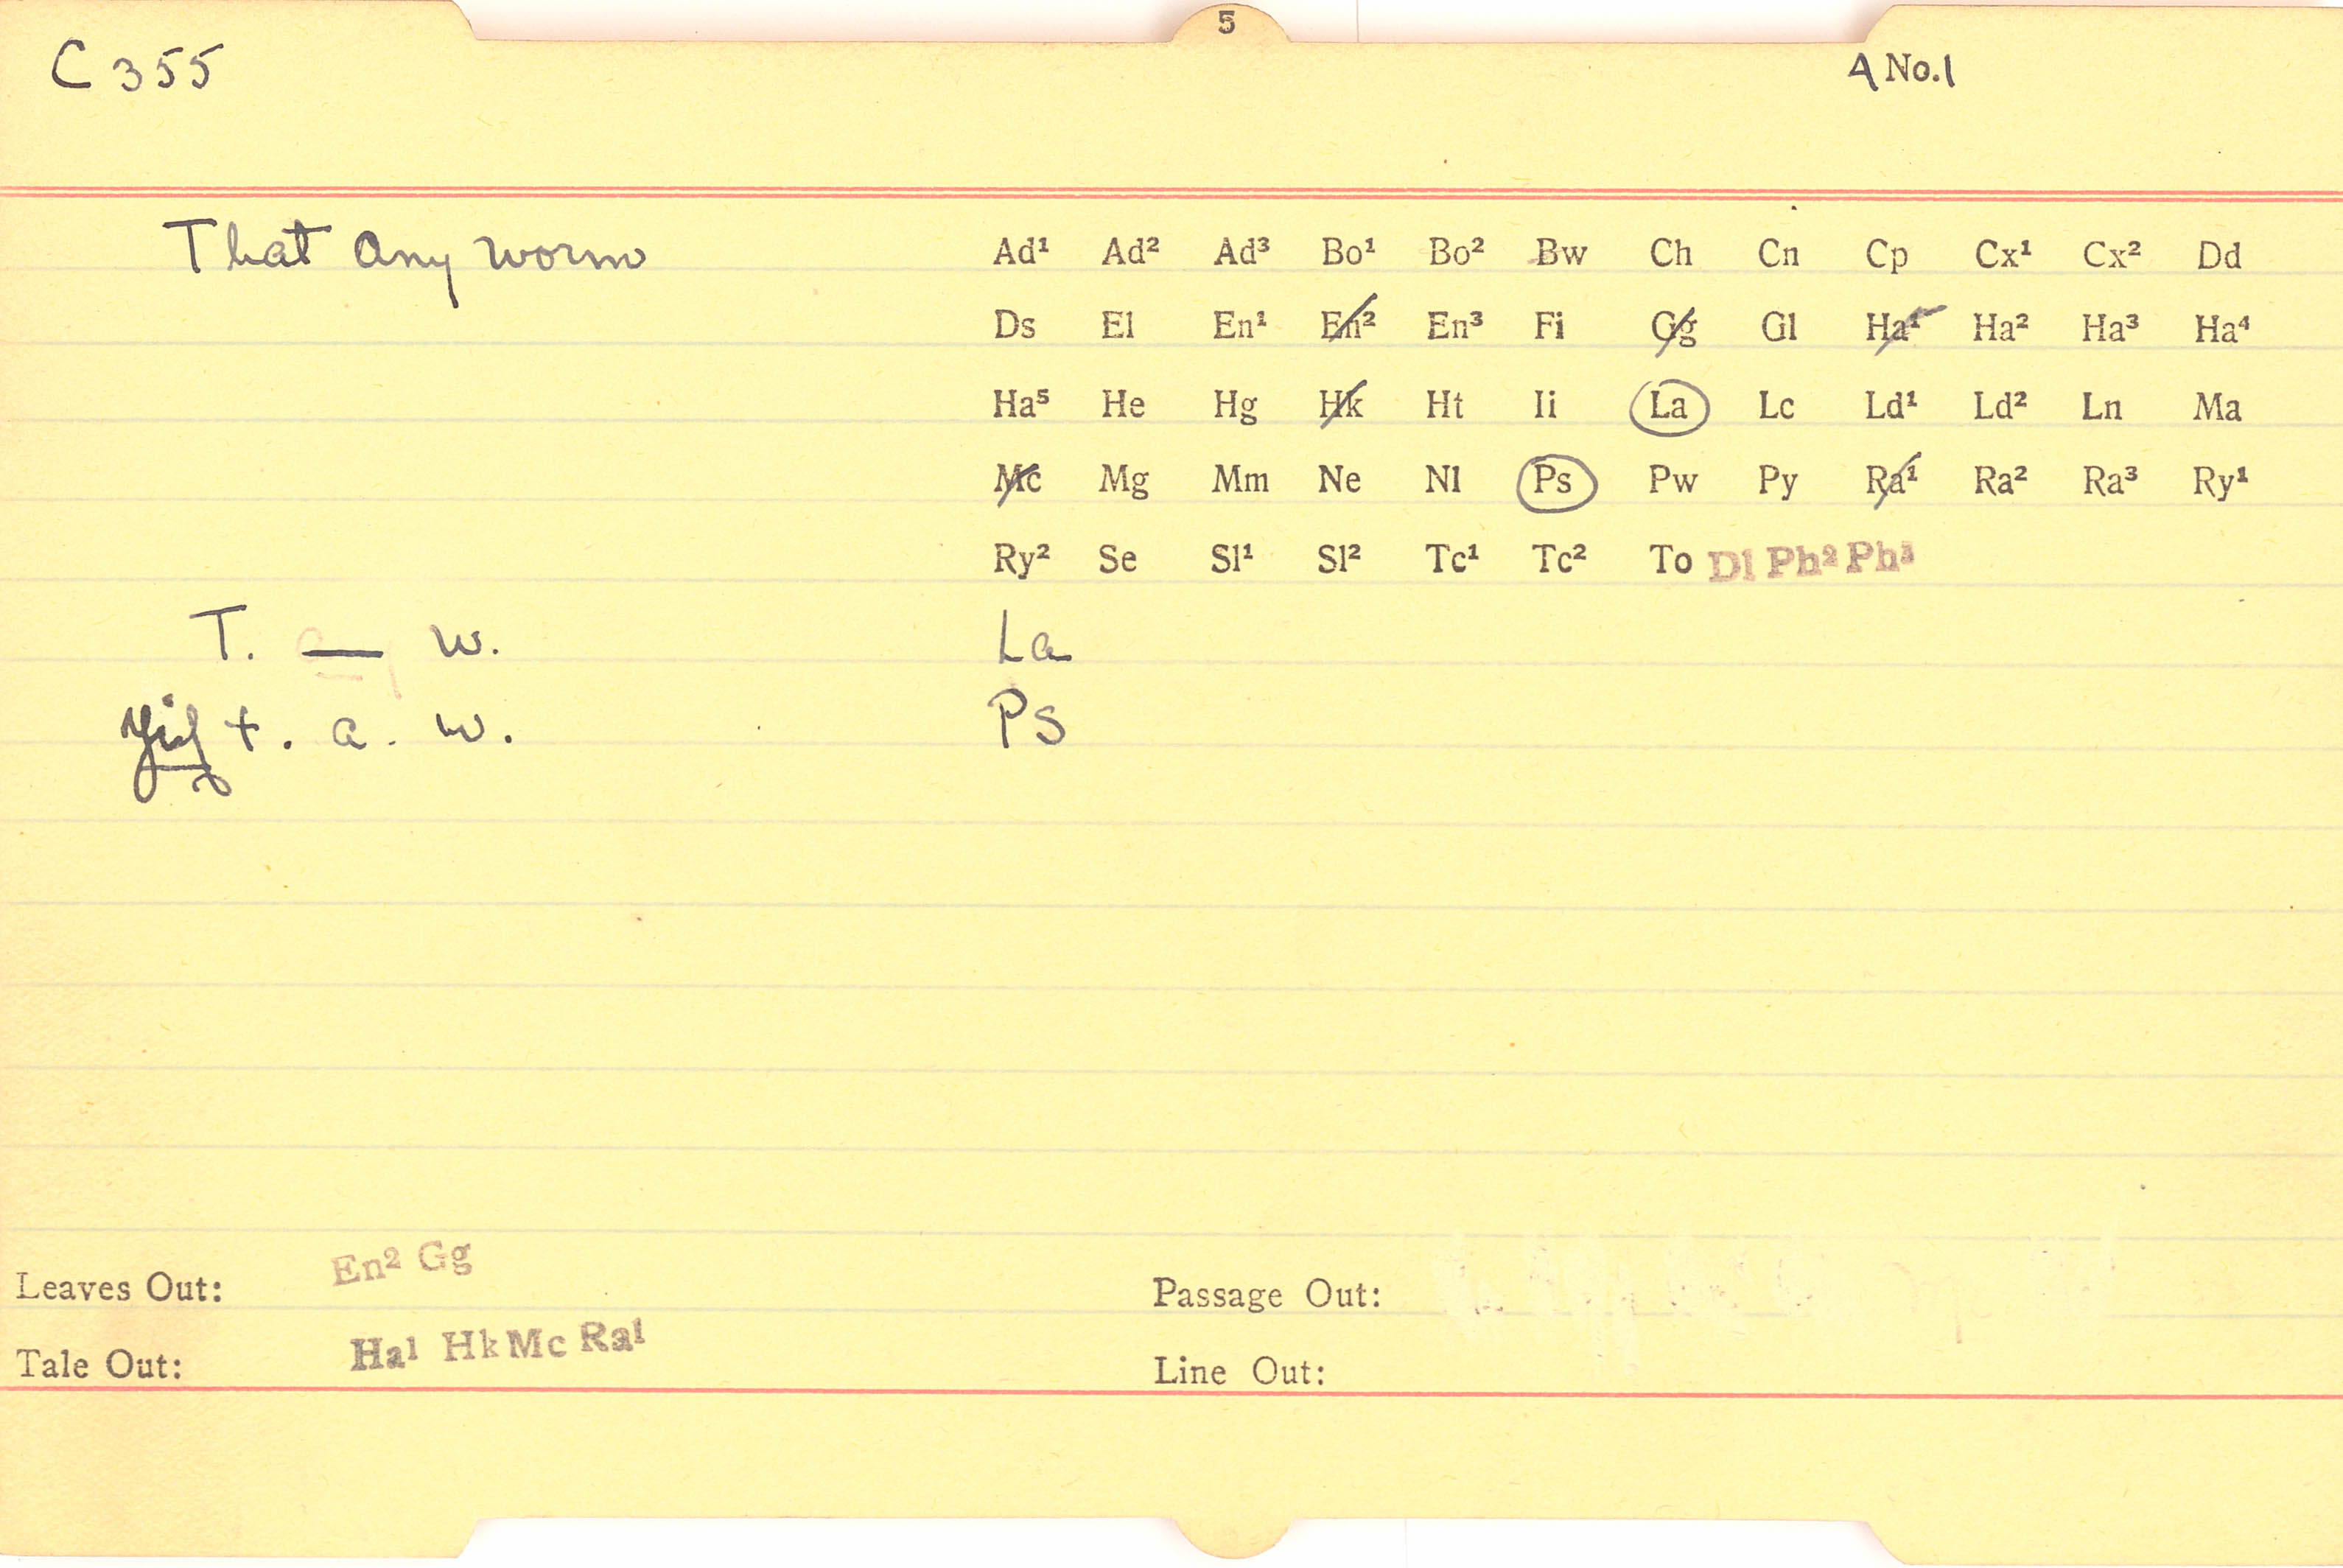 5
C 355
A No. 1
That any worm
Ad¹ Ad² Ad³ Bo¹ Bo² Bw Ch Cn Cp Cx¹ Cx² Dd
Ds El En¹ En² En³ Fi Gg Gl Ha¹ Ha² Ha³ Ha⁴
Ha⁵ He Hg Hk Ht Ii La Lc Ld¹ Ld² Ln Ma
Mc Mg Mm Ne Nl Ps Pw Py Ra¹ Ra² Ra³ Ry¹
Ry² Se Sl¹ Sl² Tc¹ Tc² To Dl Ph² Ph³
T. — w. La
t. a. w. Ps
Leaves Out: En² Gg
Passage Out:
Tale Out: Ha¹ Hk Mc Ra¹
Line Out: